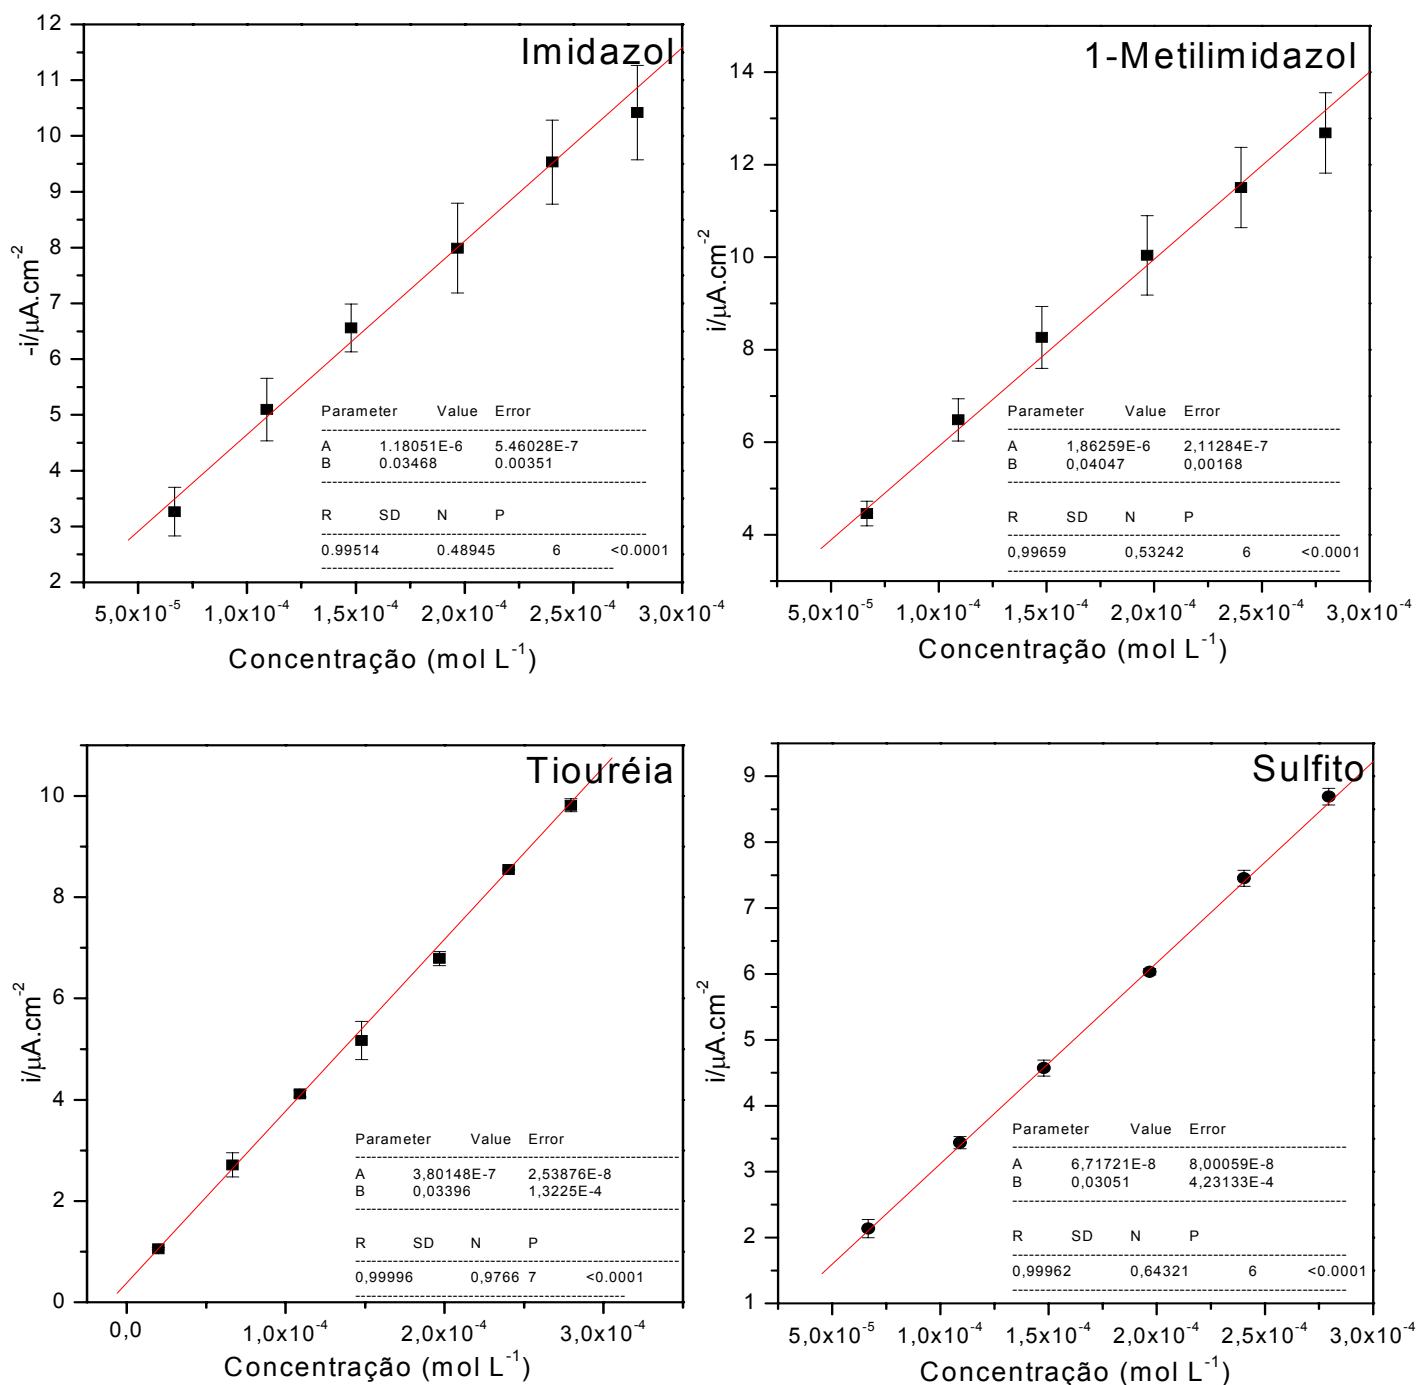 Imidazol
12
11
10
9
8
7
6
5
4
3
2
-i/μA.cm⁻²
Parameter Value Error
A 1.18051E-6 5.46028E-7
B 0.03468 0.00351
R SD N P
0.99514 0.48945 6 <0.0001
5,0x10⁻⁵ 1,0x10⁻⁴ 1,5x10⁻⁴ 2,0x10⁻⁴ 2,5x10⁻⁴ 3,0x10⁻⁴
Concentração (mol L⁻¹)
1-Metilimidazol
14
12
10
8
6
4
i/μA.cm⁻²
Parameter Value Error
A 1,86259E-6 2,11284E-7
B 0,04047 0,00168
R SD N P
0,99659 0,53242 6 <0.0001
5,0x10⁻⁵ 1,0x10⁻⁴ 1,5x10⁻⁴ 2,0x10⁻⁴ 2,5x10⁻⁴ 3,0x10⁻⁴
Concentração (mol L⁻¹)
Tiouréia
10
8
6
4
2
0
i/μA.cm⁻²
Parameter Value Error
A 3,80148E-7 2,53876E-8
B 0,03396 1,3225E-4
R SD N P
0,99996 0,9766 7 <0.0001
0,0 1,0x10⁻⁴ 2,0x10⁻⁴ 3,0x10⁻⁴
Concentração (mol L⁻¹)
Sulfito
9
8
7
6
5
4
3
2
1
i/μA.cm⁻²
Parameter Value Error
A 6,71721E-8 8,00059E-8
B 0,03051 4,23133E-4
R SD N P
0,99962 0,64321 6 <0.0001
5,0x10⁻⁵ 1,0x10⁻⁴ 1,5x10⁻⁴ 2,0x10⁻⁴ 2,5x10⁻⁴ 3,0x10⁻⁴
Concentração (mol L⁻¹)